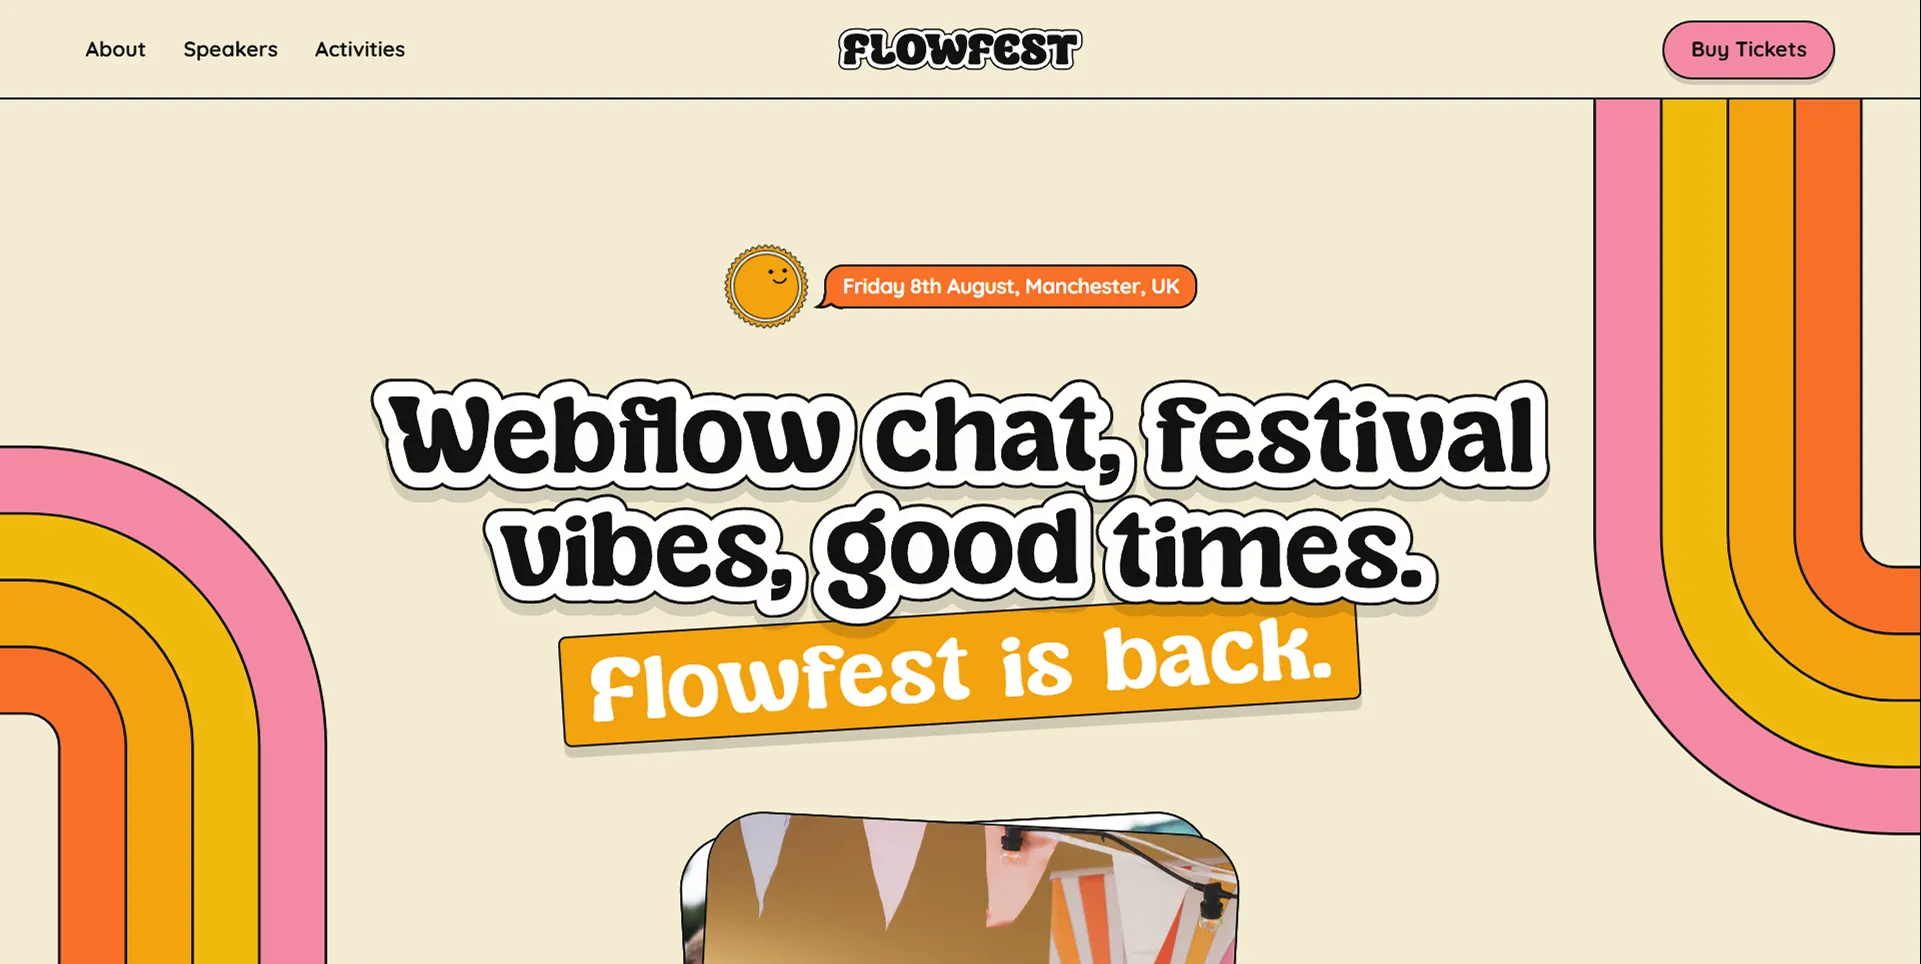 About
Speakers
Activities
FLOWFEST
Buy Tickets
Friday 8th August, Manchester, UK
Webflow chat, festival
vibes, good times.
Flowfest is back.